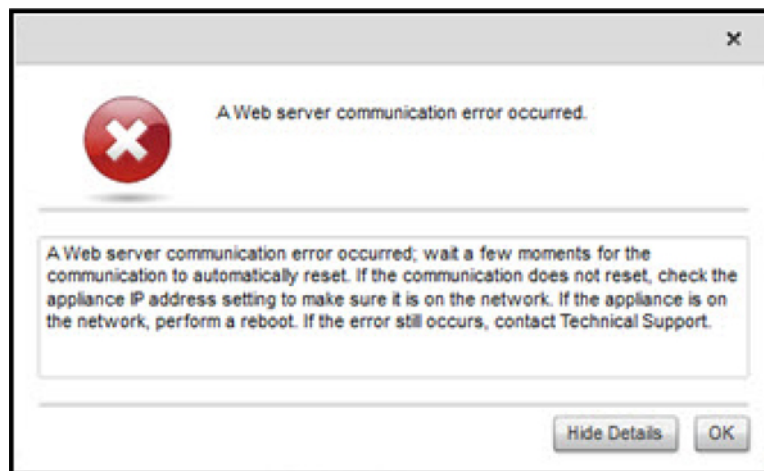 A Web server communication error occurred.
A Web server communication error occurred; wait a few moments for the
communication to automatically reset. If the communication does not reset, check the
appliance IP address setting to make sure it is on the network. If the appliance is on
the network, perform a reboot. If the error still occurs, contact Technical Support.
Hide Details
OK